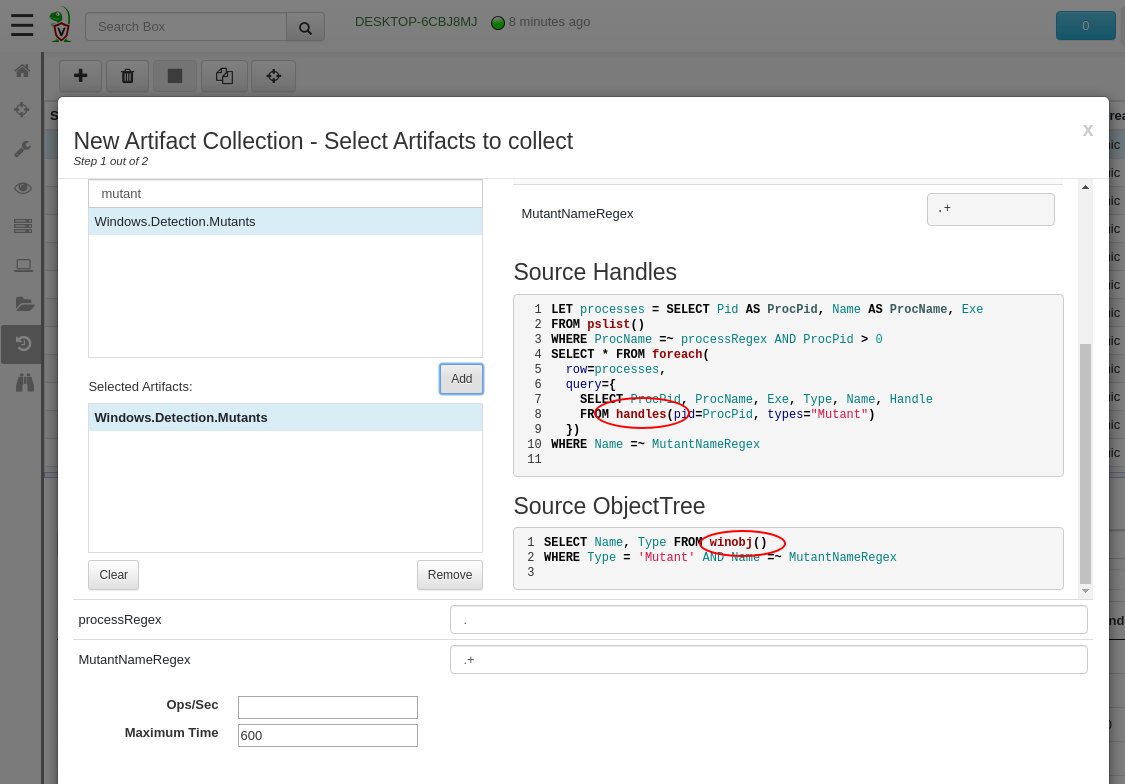 Search Box
DESKTOP-6CBJ8MJ 8 minutes ago
0
New Artifact Collection - Select Artifacts to collect
x
Step 1 out of 2
mutant
Windows.Detection.Mutants
Selected Artifacts:
Add
Windows.Detection.Mutants
Clear
Remove
MutantNameRegex
.+
Source Handles
1 LET processes = SELECT Pid AS ProcPid, Name AS ProcName, Exe
2 FROM pslist()
3 WHERE ProcName =~ processRegex AND ProcPid > 0
4 SELECT * FROM foreach(
5 row=processes,
6 query={
7 SELECT ProcPid, ProcName, Exe, Type, Name, Handle
8 FROM handles(pid=ProcPid, types="Mutant")
9 })
10 WHERE Name =~ MutantNameRegex
11
Source ObjectTree
1 SELECT Name, Type FROM winobj()
2 WHERE Type = 'Mutant' AND Name =~ MutantNameRegex
3
processRegex
.
MutantNameRegex
.+
Ops/Sec
Maximum Time
600